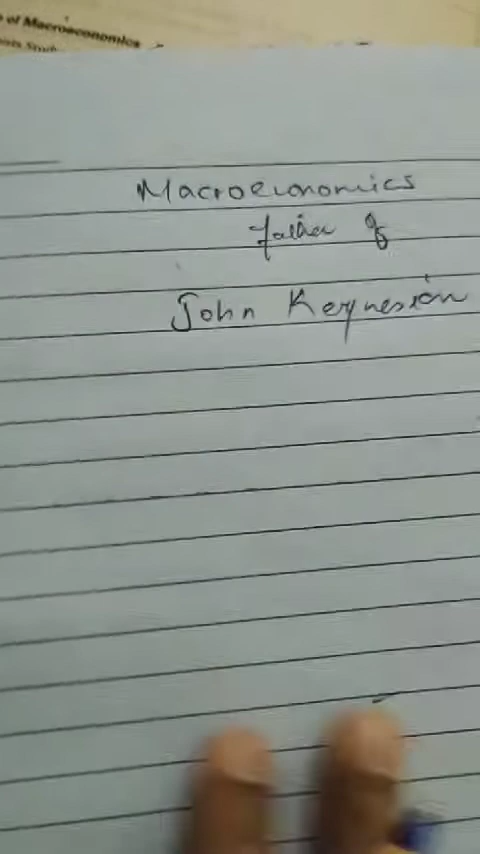 of Macroeconomics
Macroeconomics
father of
John Keynesian